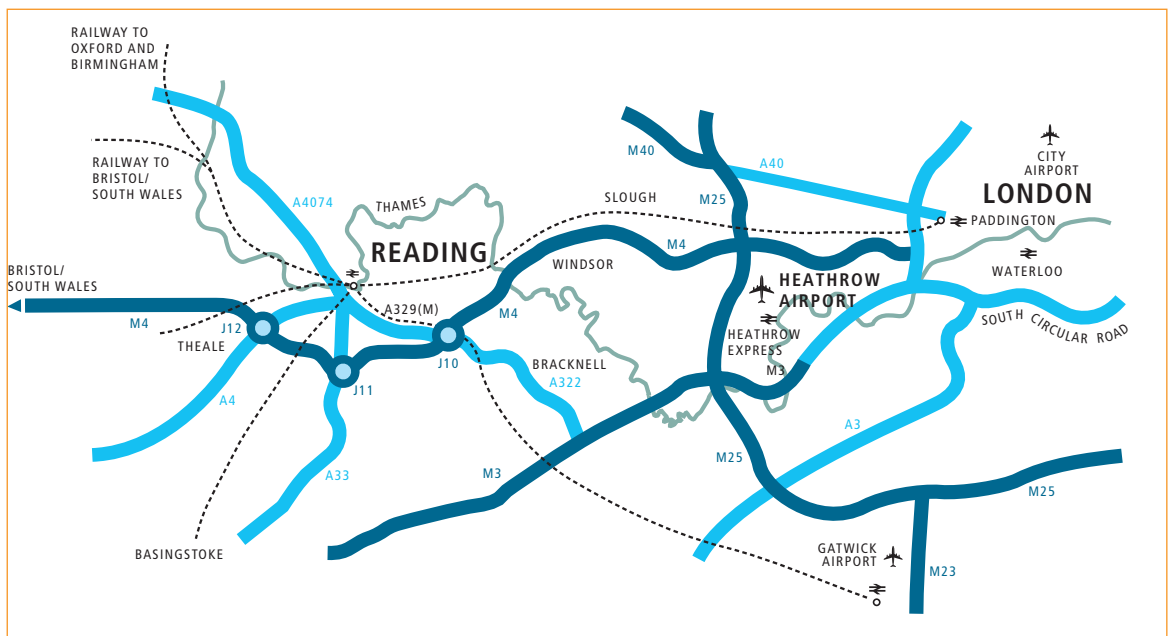 RAILWAY TO
OXFORD AND
BIRMINGHAM
RAILWAY TO
BRISTOL/
SOUTH WALES
A4074
THAMES
READING
BRISTOL/
SOUTH WALES
M4
THEALE
J12
A4
J11
A33
BASINGSTOKE
A329(M)
J10
M4
WINDSOR
SLOUGH
BRACKNELL
A322
M3
M40
M25
A40
M4
HEATHROW
AIRPORT
HEATHROW
EXPRESS
M3
CITY
AIRPORT
LONDON
PADDINGTON
WATERLOO
SOUTH CIRCULAR ROAD
A3
M25
M25
GATWICK
AIRPORT
M23